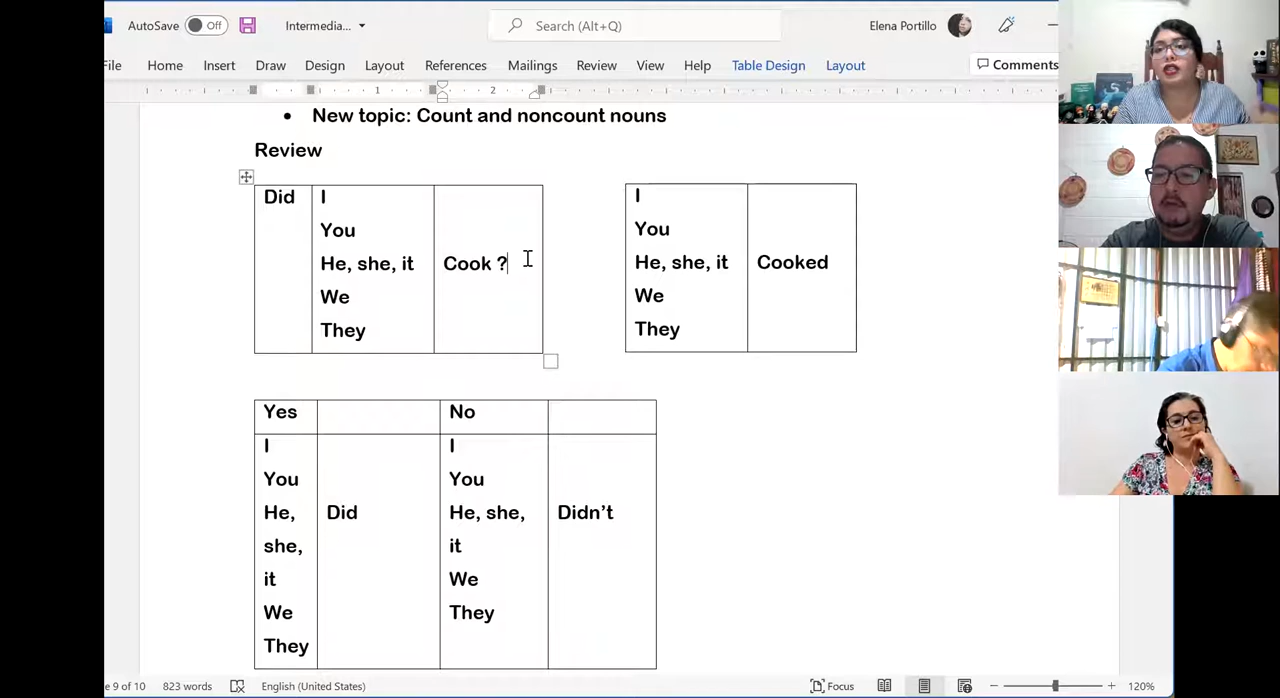 AutoSave Off Intermedia... Search (Alt+Q) Elena Portillo
File Home Insert Draw Design Layout References Mailings Review View Help Table Design Layout Comments
1 2
• New topic: Count and noncount nouns
Review
Did I
You
He, she, it Cook ?
We
They
I
You
He, she, it Cooked
We
They
Yes No
I I
You You
He, Did He, she, Didn't
she, it
it We
We They
They
9 of 10 823 words English (United States) Focus 120%